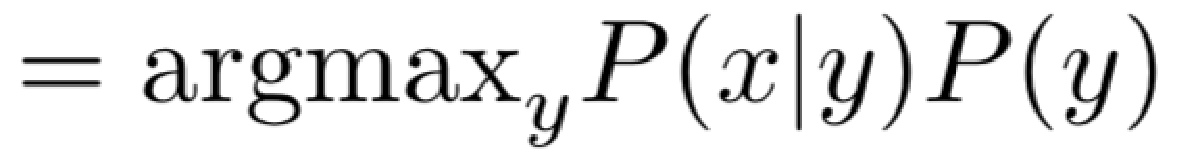 = argmax_y P(x|y)P(y)